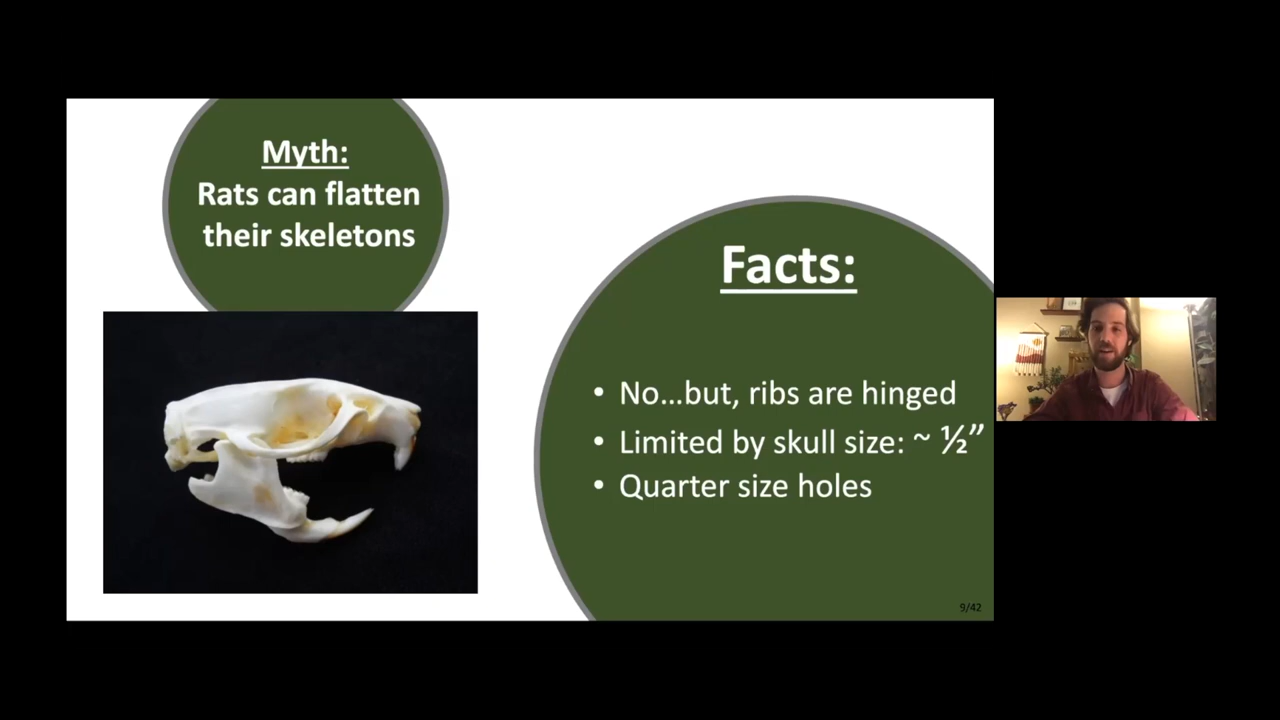 Myth:
Rats can flatten
their skeletons
Facts:
• No...but, ribs are hinged
• Limited by skull size: ~ ½”
• Quarter size holes
9/42